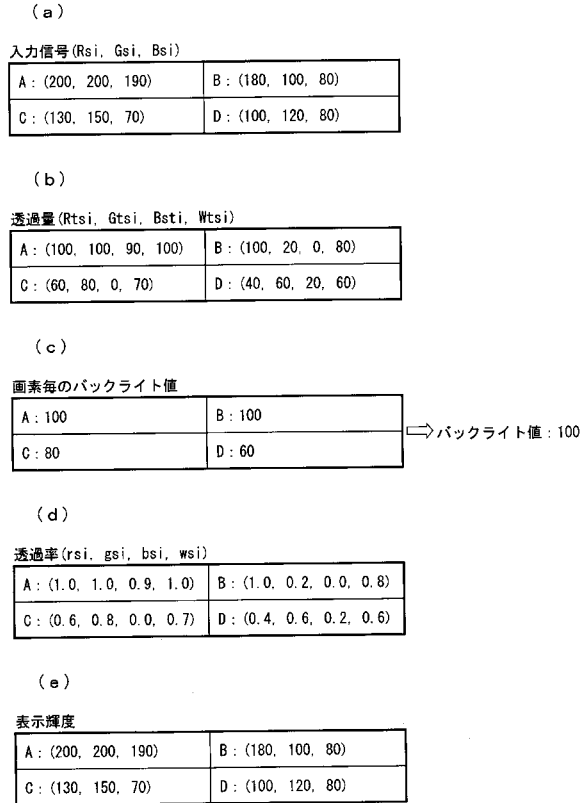 (a)
入力信号(Rsi, Gsi, Bsi)
A:(200, 200, 190) B:(180, 100, 80)
C:(130, 150, 70) D:(100, 120, 80)
(b)
透過量(Rtsi, Gtsi, Bsti, Wtsi)
A:(100, 100, 90, 100) B:(100, 20, 0, 80)
C:(60, 80, 0, 70) D:(40, 60, 20, 60)
(c)
画素毎のバックライト値
A:100 B:100
C:80 D:60
⇨バックライト値:100
(d)
透過率(rsi, gsi, bsi, wsi)
A:(1.0, 1.0, 0.9, 1.0) B:(1.0, 0.2, 0.0, 0.8)
C:(0.6, 0.8, 0.0, 0.7) D:(0.4, 0.6, 0.2, 0.6)
(e)
表示輝度
A:(200, 200, 190) B:(180, 100, 80)
C:(130, 150, 70) D:(100, 120, 80)